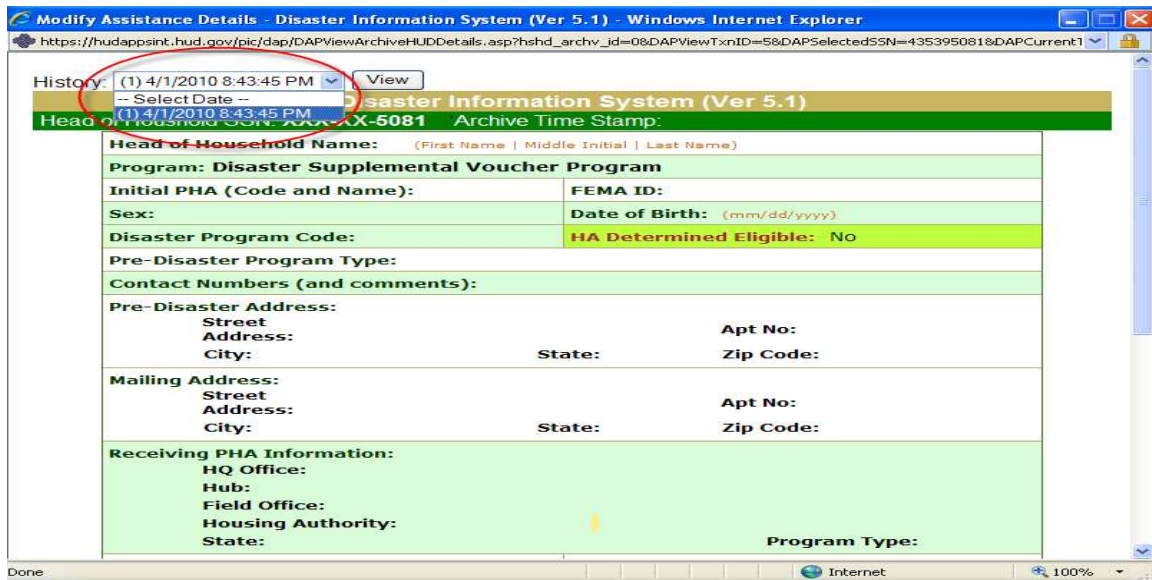 Modify Assistance Details - Disaster Information System (Ver 5.1) - Windows Internet Explorer
https://hudappsint.hud.gov/pic/dap/DAPViewArchiveHUDDetails.asp?hshd_archv_id=0&DAPViewTxnID=5&DAPSelectedSSN=435395081&DAPCurrentT
History: (1) 4/1/2010 8:43:45 PM View
-- Select Date --
(1) 4/1/2010 8:43:45 PM
Disaster Information System (Ver 5.1)
Head of Household SSN: XXX-XX-5081 Archive Time Stamp:
Head of Household Name: (First Name | Middle Initial | Last Name)
Program: Disaster Supplemental Voucher Program
Initial PHA (Code and Name): FEMA ID:
Sex: Date of Birth: (mm/dd/yyyy)
Disaster Program Code: HA Determined Eligible: No
Pre-Disaster Program Type:
Contact Numbers (and comments):
Pre-Disaster Address:
Street Address: Apt No:
City: State: Zip Code:
Mailing Address:
Street Address: Apt No:
City: State: Zip Code:
Receiving PHA Information:
HQ Office:
Hub:
Field Office:
Housing Authority:
State: Program Type:
Done Internet 100%